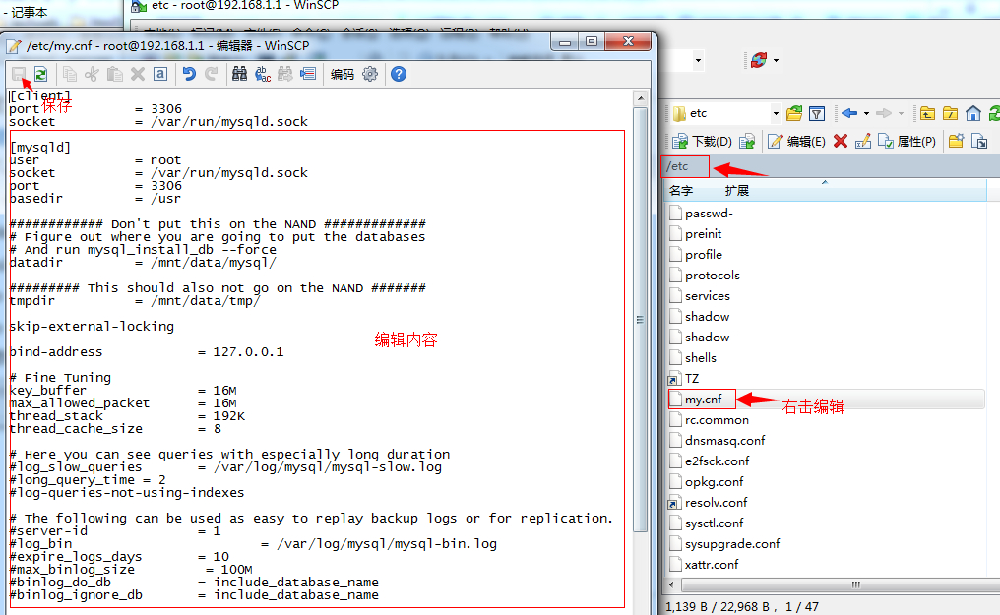 - 记事本
etc - root@192.168.1.1 - WinSCP
/etc/my.cnf - root@192.168.1.1 - 编辑器 - WinSCP
编码
保存
[client]
port = 3306
socket = /var/run/mysqld.sock
[mysqld]
user = root
socket = /var/run/mysqld.sock
port = 3306
basedir = /usr
############ Don't put this on the NAND #############
# Figure out where you are going to put the databases
# And run mysql_install_db --force
datadir = /mnt/data/mysql/
######### This should also not go on the NAND #######
tmpdir = /mnt/data/tmp/
skip-external-locking
编辑内容
bind-address = 127.0.0.1
# Fine Tuning
key_buffer = 16M
max_allowed_packet = 16M
thread_stack = 192K
thread_cache_size = 8
# Here you can see queries with especially long duration
#log_slow_queries = /var/log/mysql/mysql-slow.log
#long_query_time = 2
#log-queries-not-using-indexes
# The following can be used as easy to replay backup logs or for replication.
#server-id = 1
#log_bin = /var/log/mysql/mysql-bin.log
#expire_logs_days = 10
#max_binlog_size = 100M
#binlog_do_db = include_database_name
#binlog_ignore_db = include_database_name
etc
下载(D)
编辑(E)
属性(P)
/etc
名字 扩展
passwd-
preinit
profile
protocols
services
shadow
shadow-
shells
TZ
my.cnf
右击编辑
rc.common
dnsmasq.conf
e2fsck.conf
opkg.conf
resolv.conf
sysctl.conf
sysupgrade.conf
xattr.conf
1,139 B / 22,968 B , 1 / 47